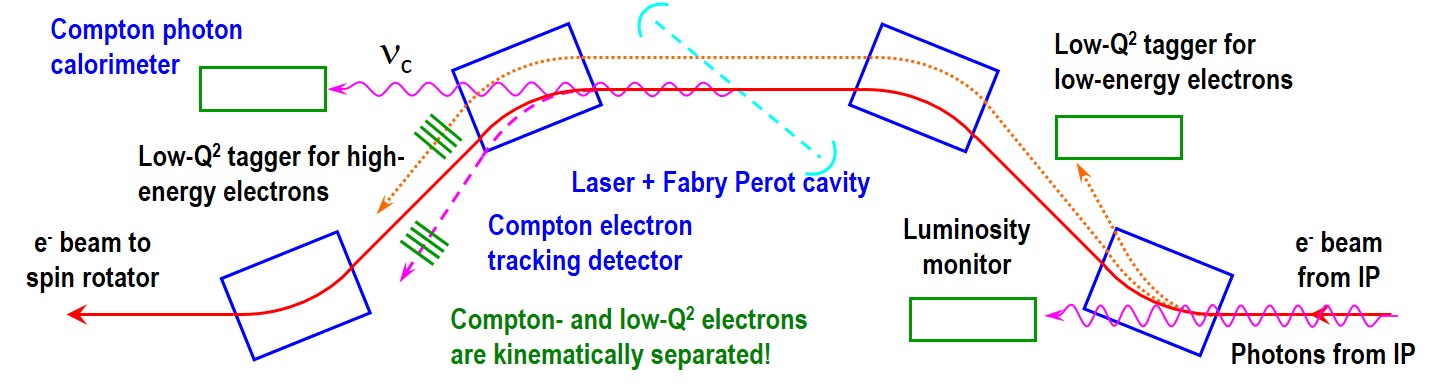 Compton photon
calorimeter
νc
Low-Q² tagger for
low-energy electrons
Low-Q² tagger for high-
energy electrons
Laser + Fabry Perot cavity
Compton electron
tracking detector
Luminosity
monitor
e⁻ beam to
spin rotator
e⁻ beam
from IP
Compton- and low-Q² electrons
are kinematically separated!
Photons from IP